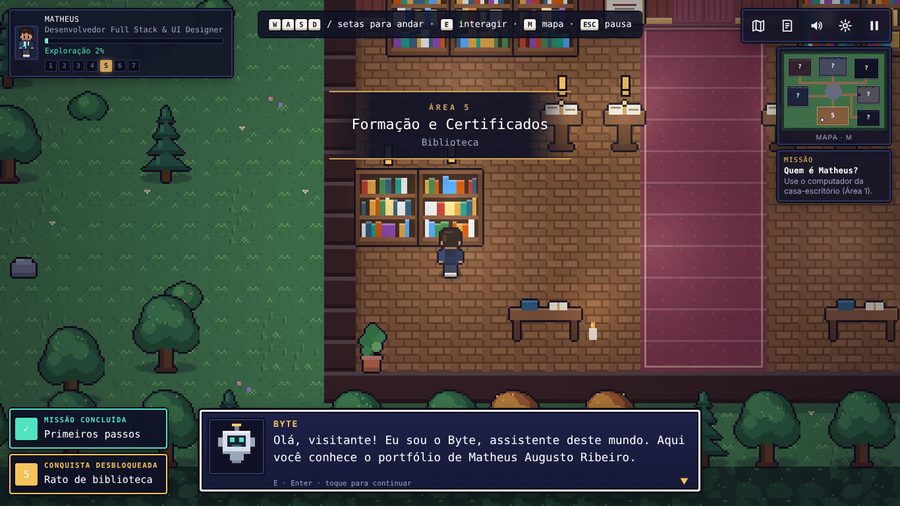 MATHEUS
Desenvolvedor Full Stack & UI Designer
Exploração 2%
1 2 3 4 5 6 7
W A S D / setas para andar · E interagir · M mapa · ESC pausa
? ? ?
? ?
5 ?
MAPA · M
MISSÃO
Quem é Matheus?
Use o computador da
casa-escritório (Área 1).
ÁREA 5
Formação e Certificados
Biblioteca
✓ MISSÃO CONCLUÍDA
Primeiros passos
5 CONQUISTA DESBLOQUEADA
Rato de biblioteca
BYTE
Olá, visitante! Eu sou o Byte, assistente deste mundo. Aqui
você conhece o portfólio de Matheus Augusto Ribeiro.
E · Enter · toque para continuar